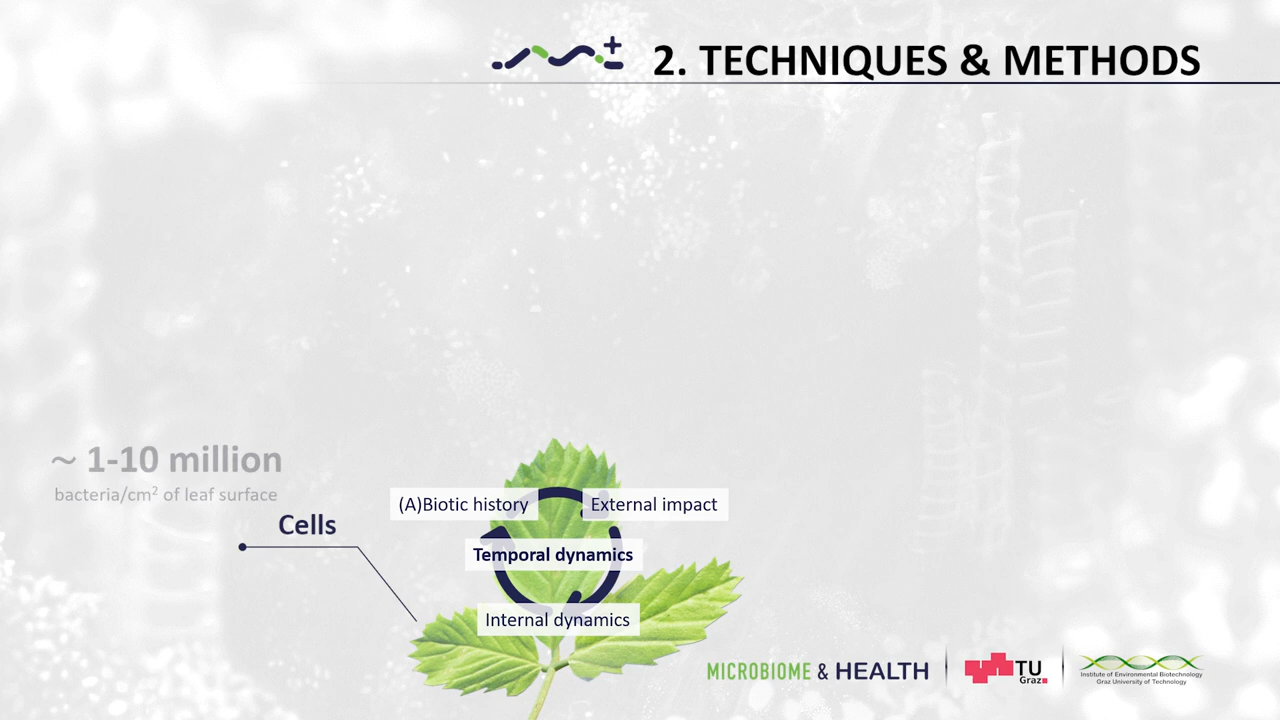 2. TECHNIQUES & METHODS
~ 1-10 million
bacteria/cm² of leaf surface
Cells
(A)Biotic history
External impact
Temporal dynamics
Internal dynamics
MICROBIOME & HEALTH
TU
Graz
Institute of Environmental Biotechnology
Graz University of Technology